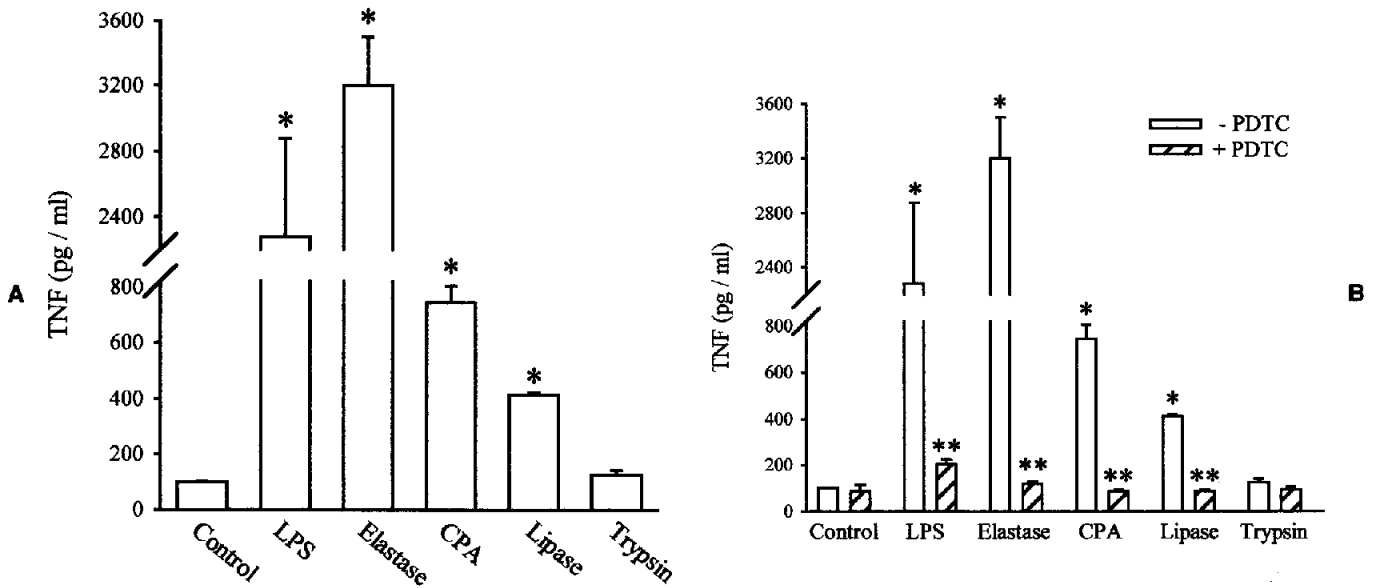 A
TNF (pg / ml)
3600
3200
2800
2400
800
600
400
200
0
*
*
*
*
Control
LPS
Elastase
CPA
Lipase
Trypsin
B
TNF (pg / ml)
3600
3200
2800
2400
800
600
400
200
0
- PDTC
+ PDTC
*
*
*
*
**
**
**
**
Control LPS Elastase CPA Lipase Trypsin